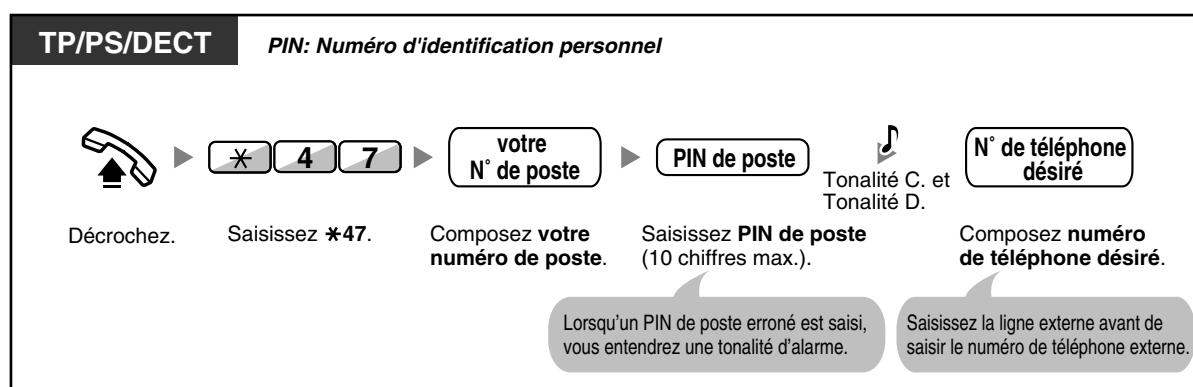 TP/PS/DECT
PIN: Numéro d'identification personnel
4 7
votre
N° de poste
PIN de poste
Tonalité C. et
Tonalité D.
N° de téléphone
désiré
Décrochez.
Saisissez ✳47.
Composez votre
numéro de poste.
Saisissez PIN de poste
(10 chiffres max.).
Composez numéro
de téléphone désiré.
Lorsqu'un PIN de poste erroné est saisi,
vous entendrez une tonalité d'alarme.
Saisissez la ligne externe avant de
saisir le numéro de téléphone externe.